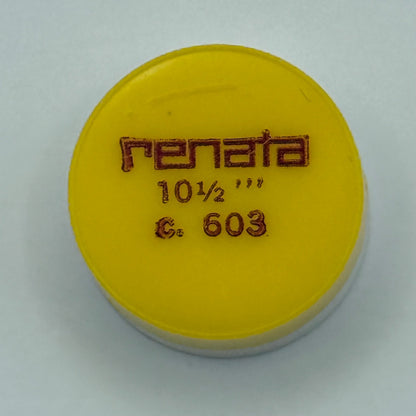 renata
10½ ’’’
c. 603